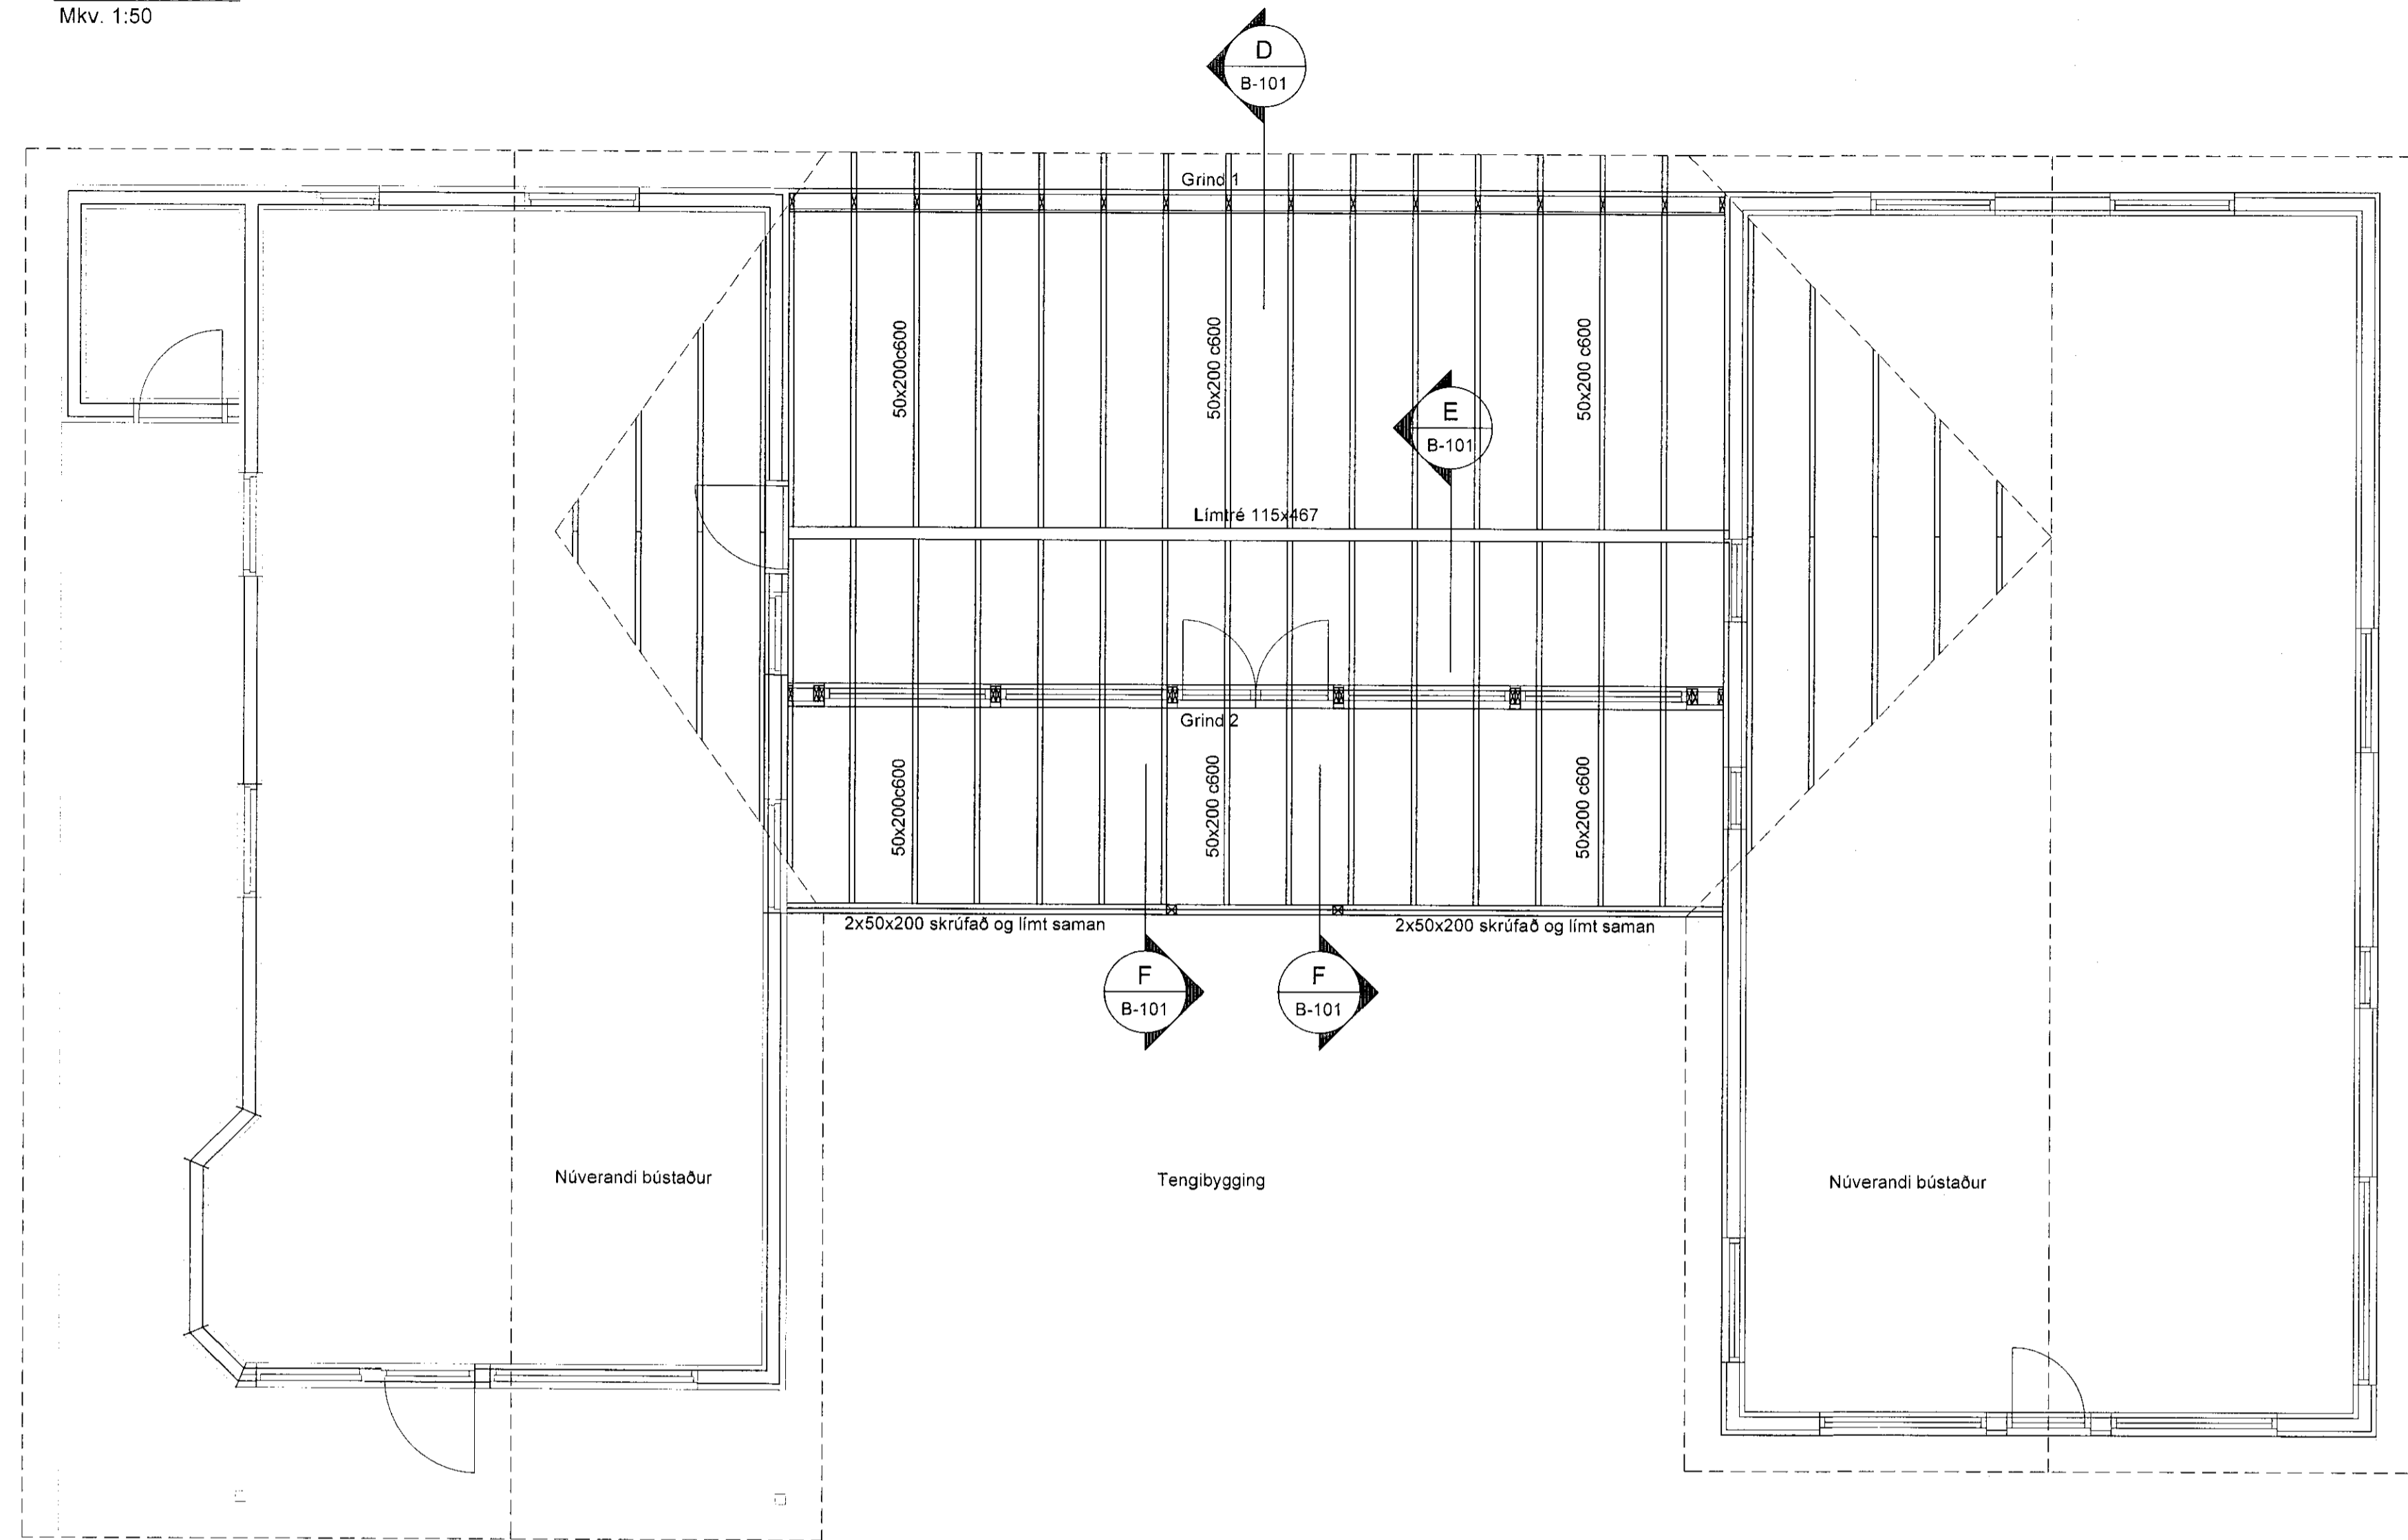 Mkv. 1:50
D
B-101
Grind 1
50x200c600
50x200 c600
50x200 c600
E
B-101
Límtré 115x467
Grind 2
50x200c600
50x200 c600
50x200 c600
2x50x200 skrúfað og límt saman
2x50x200 skrúfað og límt saman
F
B-101
F
B-101
Núverandi bústaður
Tengibygging
Núverandi bústaður